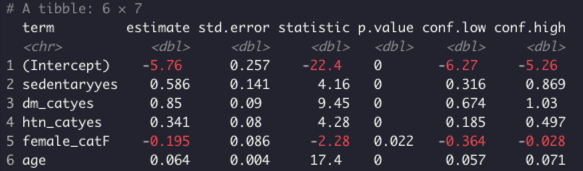 # A tibble: 6 × 7
term estimate std.error statistic p.value conf.low conf.high
<chr> <dbl> <dbl> <dbl> <dbl> <dbl> <dbl>
1 (Intercept) -5.76 0.257 -22.4 0 -6.27 -5.26
2 sedentaryyes 0.586 0.141 4.16 0 0.316 0.869
3 dm_catyes 0.85 0.09 9.45 0 0.674 1.03
4 htn_catyes 0.341 0.08 4.28 0 0.185 0.497
5 female_catF -0.195 0.086 -2.28 0.022 -0.364 -0.028
6 age 0.064 0.004 17.4 0 0.057 0.071